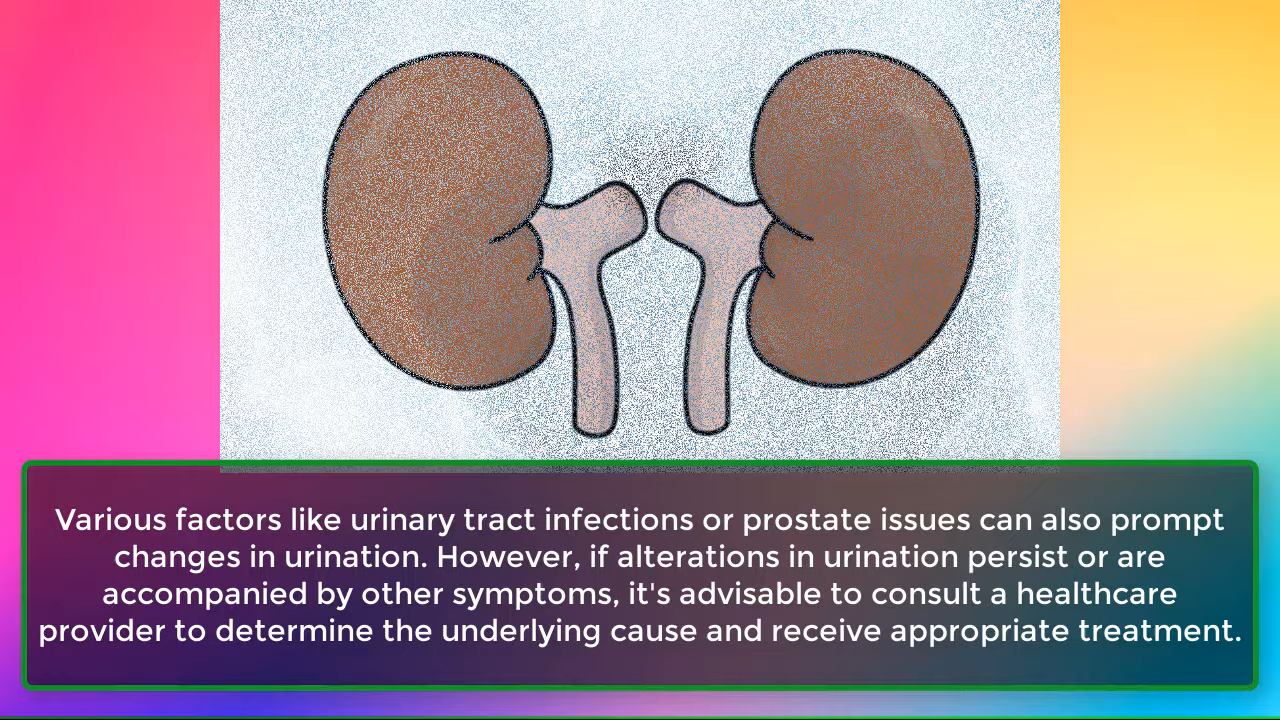 Various factors like urinary tract infections or prostate issues can also prompt
changes in urination. However, if alterations in urination persist or are
accompanied by other symptoms, it's advisable to consult a healthcare
provider to determine the underlying cause and receive appropriate treatment.